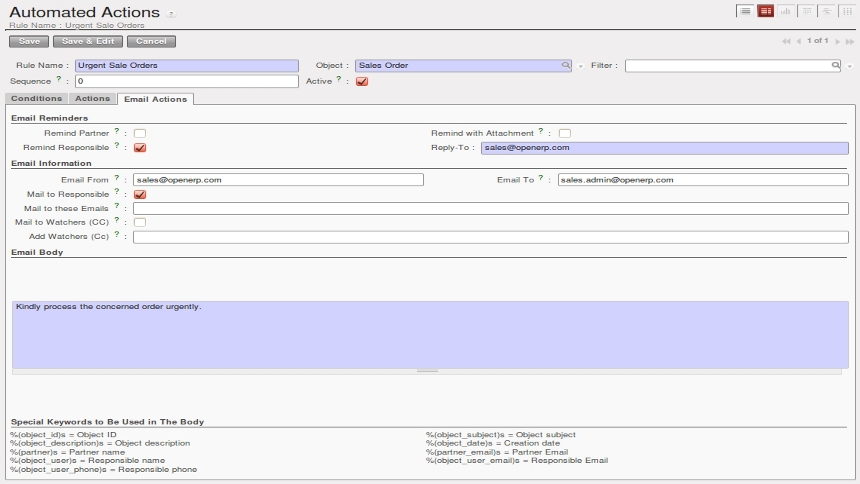 Automated Actions ?
Rule Name : Urgent Sale Orders
Save Save & Edit Cancel 1 of 1
Rule Name : Urgent Sale Orders Object : Sales Order Filter :
Sequence ? : 0 Active ? :
Conditions Actions Email Actions
Email Reminders
Remind Partner ? : Remind with Attachment ? :
Remind Responsible ? : Reply-To : sales@openerp.com
Email Information
Email From ? : sales@openerp.com Email To ? : sales.admin@openerp.com
Mail to Responsible ? :
Mail to these Emails ? :
Mail to Watchers (CC) ? :
Add Watchers (Cc) ? :
Email Body
Kindly process the concerned order urgently.
Special Keywords to Be Used in The Body
%(object_id)s = Object ID %(object_subject)s = Object subject
%(object_description)s = Object description %(object_date)s = Creation date
%(partner)s = Partner name %(partner_email)s = Partner Email
%(object_user)s = Responsible name %(object_user_email)s = Responsible Email
%(object_user_phone)s = Responsible phone